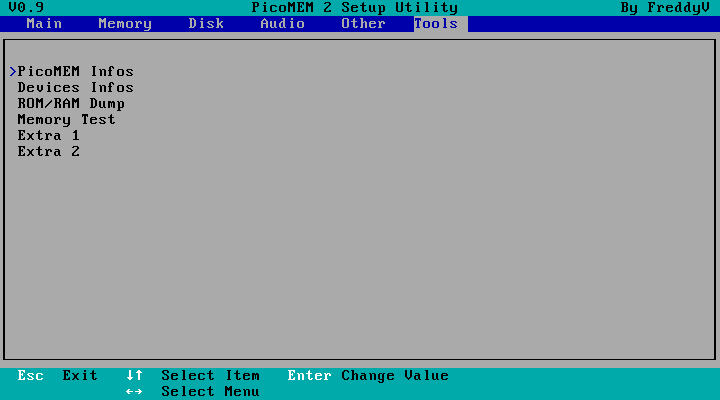 V0.9 PicoMEM 2 Setup Utility By FreddyV
Main Memory Disk Audio Other Tools
>PicoMEM Infos
Devices Infos
ROM/RAM Dump
Memory Test
Extra 1
Extra 2
Esc Exit ↓↑ Select Item Enter Change Value
↔ Select Menu